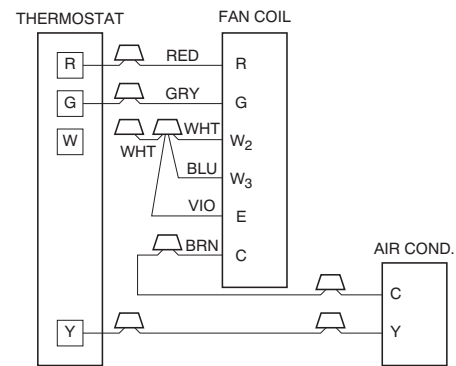 THERMOSTAT
FAN COIL
R
RED
R
G
GRY
G
W
WHT
WHT
W2
BLU
W3
VIO
E
BRN
C
AIR COND.
C
Y
Y